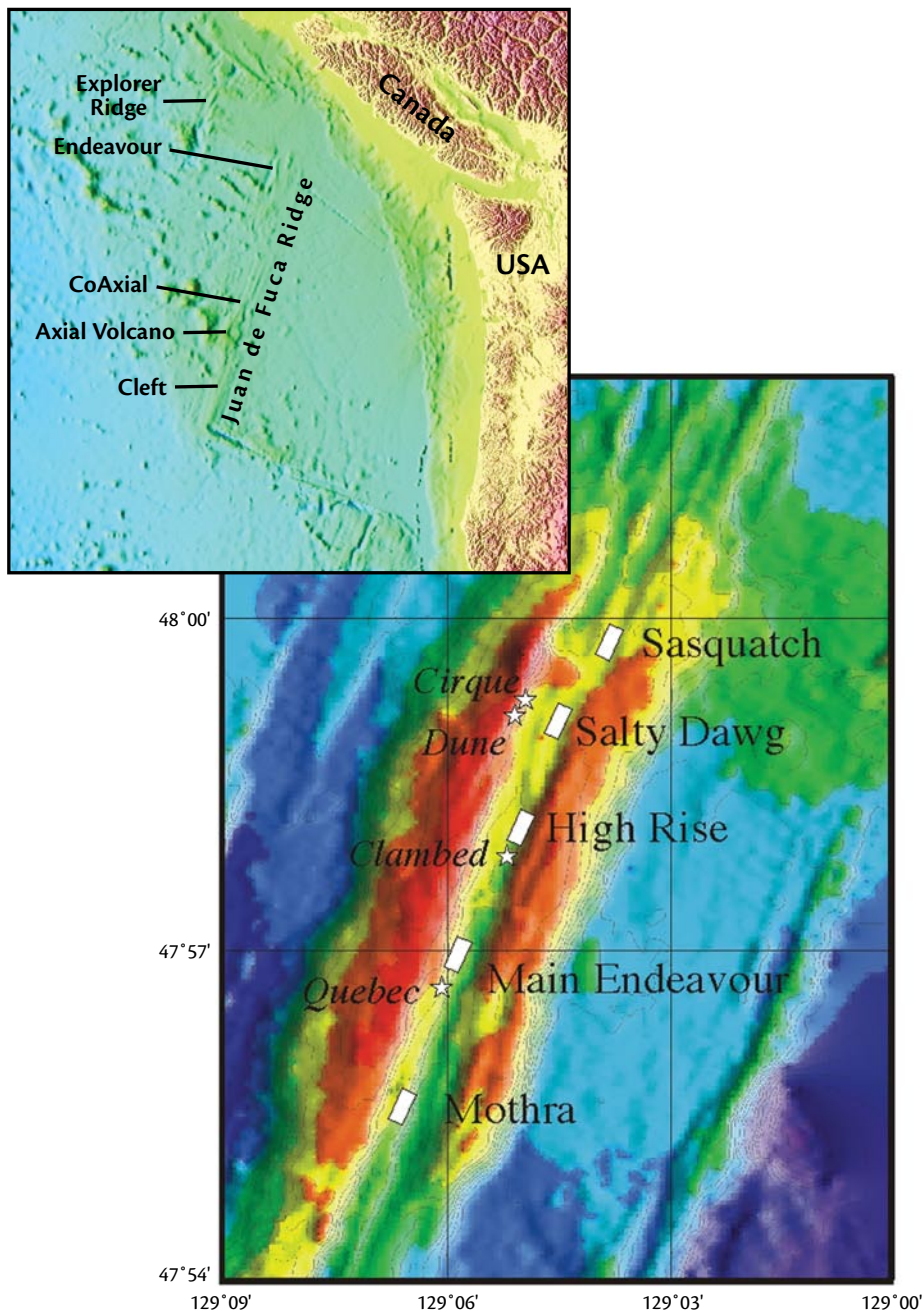 Explorer
Ridge
Endeavour
CoAxial
Axial Volcano
Cleft
Juan de Fuca Ridge
Canada
USA
48°00'
Sasquatch
Cirque
Dune
Salty Dawg
High Rise
Clambed
47°57'
Main Endeavour
Quebec
Mothra
47°54'
129°09' 129°06' 129°03' 129°00'